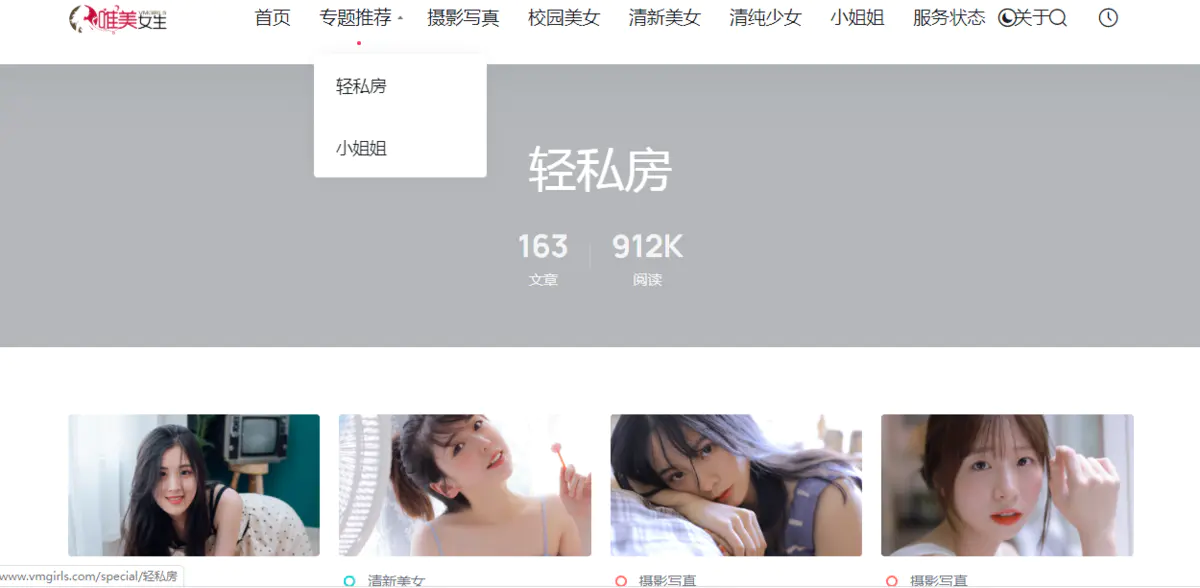 唯美女生 VMGIRLS
首页 专题推荐 摄影写真 校园美女 清新美女 清纯少女 小姐姐 服务状态 关于
轻私房
小姐姐
轻私房
163 912K
文章 阅读
清新美女 摄影写真 摄影写真
www.vmgirls.com/special/轻私房